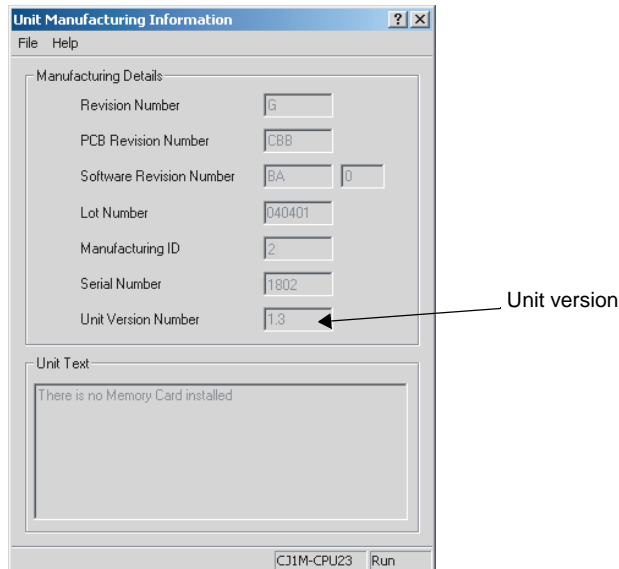 Unit Manufacturing Information
File Help
Manufacturing Details
Revision Number G
PCB Revision Number CBB
Software Revision Number BA 0
Lot Number 040401
Manufacturing ID 2
Serial Number 1802
Unit Version Number 1.3
Unit version
Unit Text
There is no Memory Card installed
CJ1M-CPU23 Run